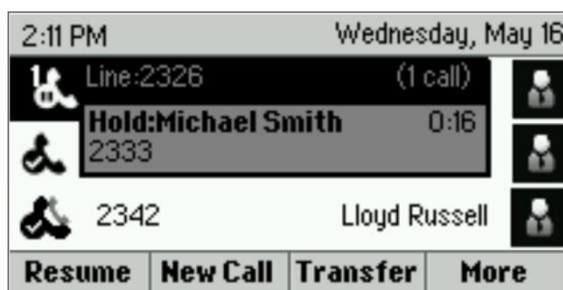 2:11 PM Wednesday, May 16
1 Line:2326 (1 call)
Hold:Michael Smith 0:16
2333
2342 Lloyd Russell
Resume New Call Transfer More